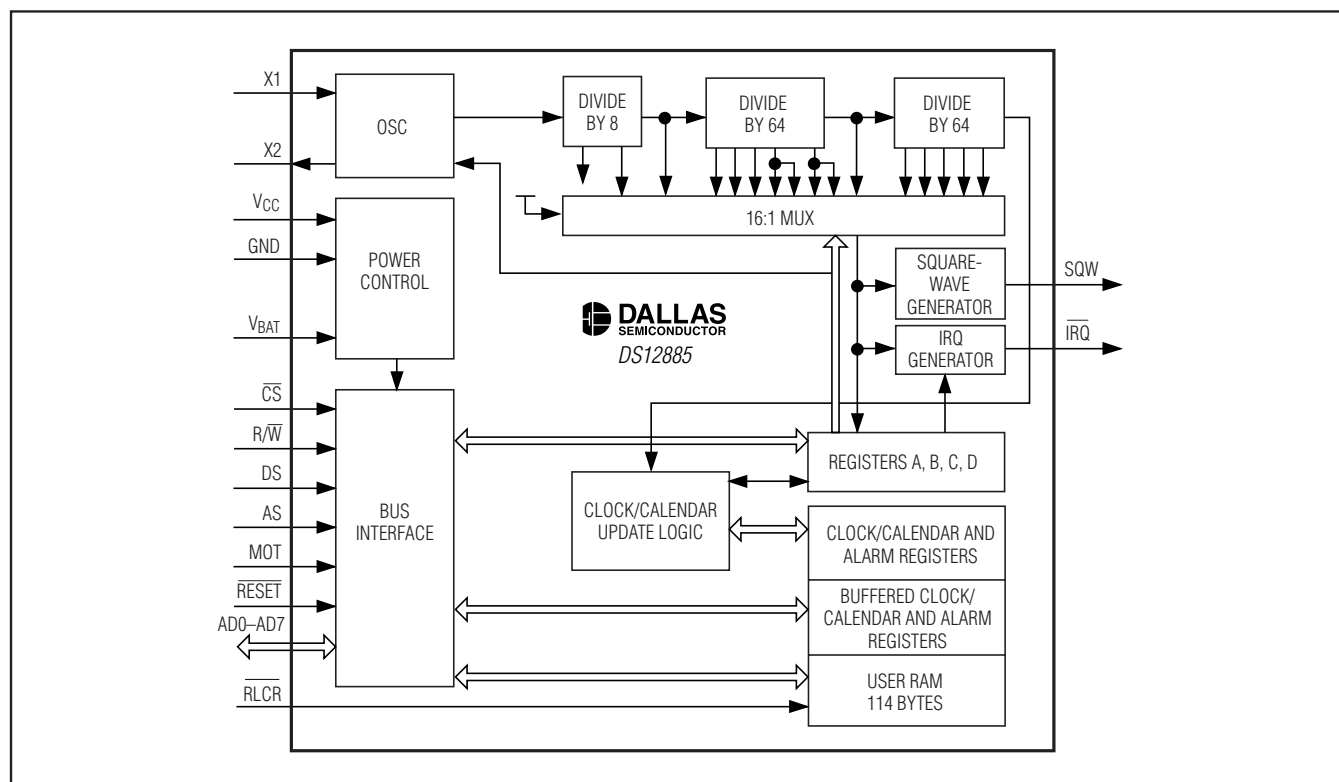 X1
X2
VCC
GND
VBAT
CS
R/W
DS
AS
MOT
RESET
AD0–AD7
RLCR
OSC
POWER
CONTROL
BUS
INTERFACE
DIVIDE
BY 8
DIVIDE
BY 64
DIVIDE
BY 64
16:1 MUX
DALLAS
SEMICONDUCTOR
DS12885
SQUARE-
WAVE
GENERATOR
SQW
IRQ
GENERATOR
IRQ
REGISTERS A, B, C, D
CLOCK/CALENDAR
UPDATE LOGIC
CLOCK/CALENDAR AND
ALARM REGISTERS
BUFFERED CLOCK/
CALENDAR AND ALARM
REGISTERS
USER RAM
114 BYTES